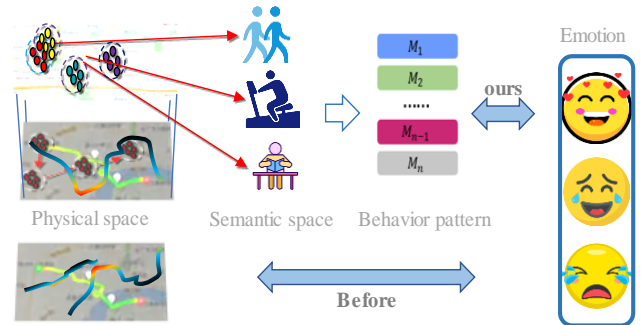 Emotion
M₁
M₂
ours
......
Mₙ₋₁
Mₙ
Physical space
Semantic space
Behavior pattern
Before